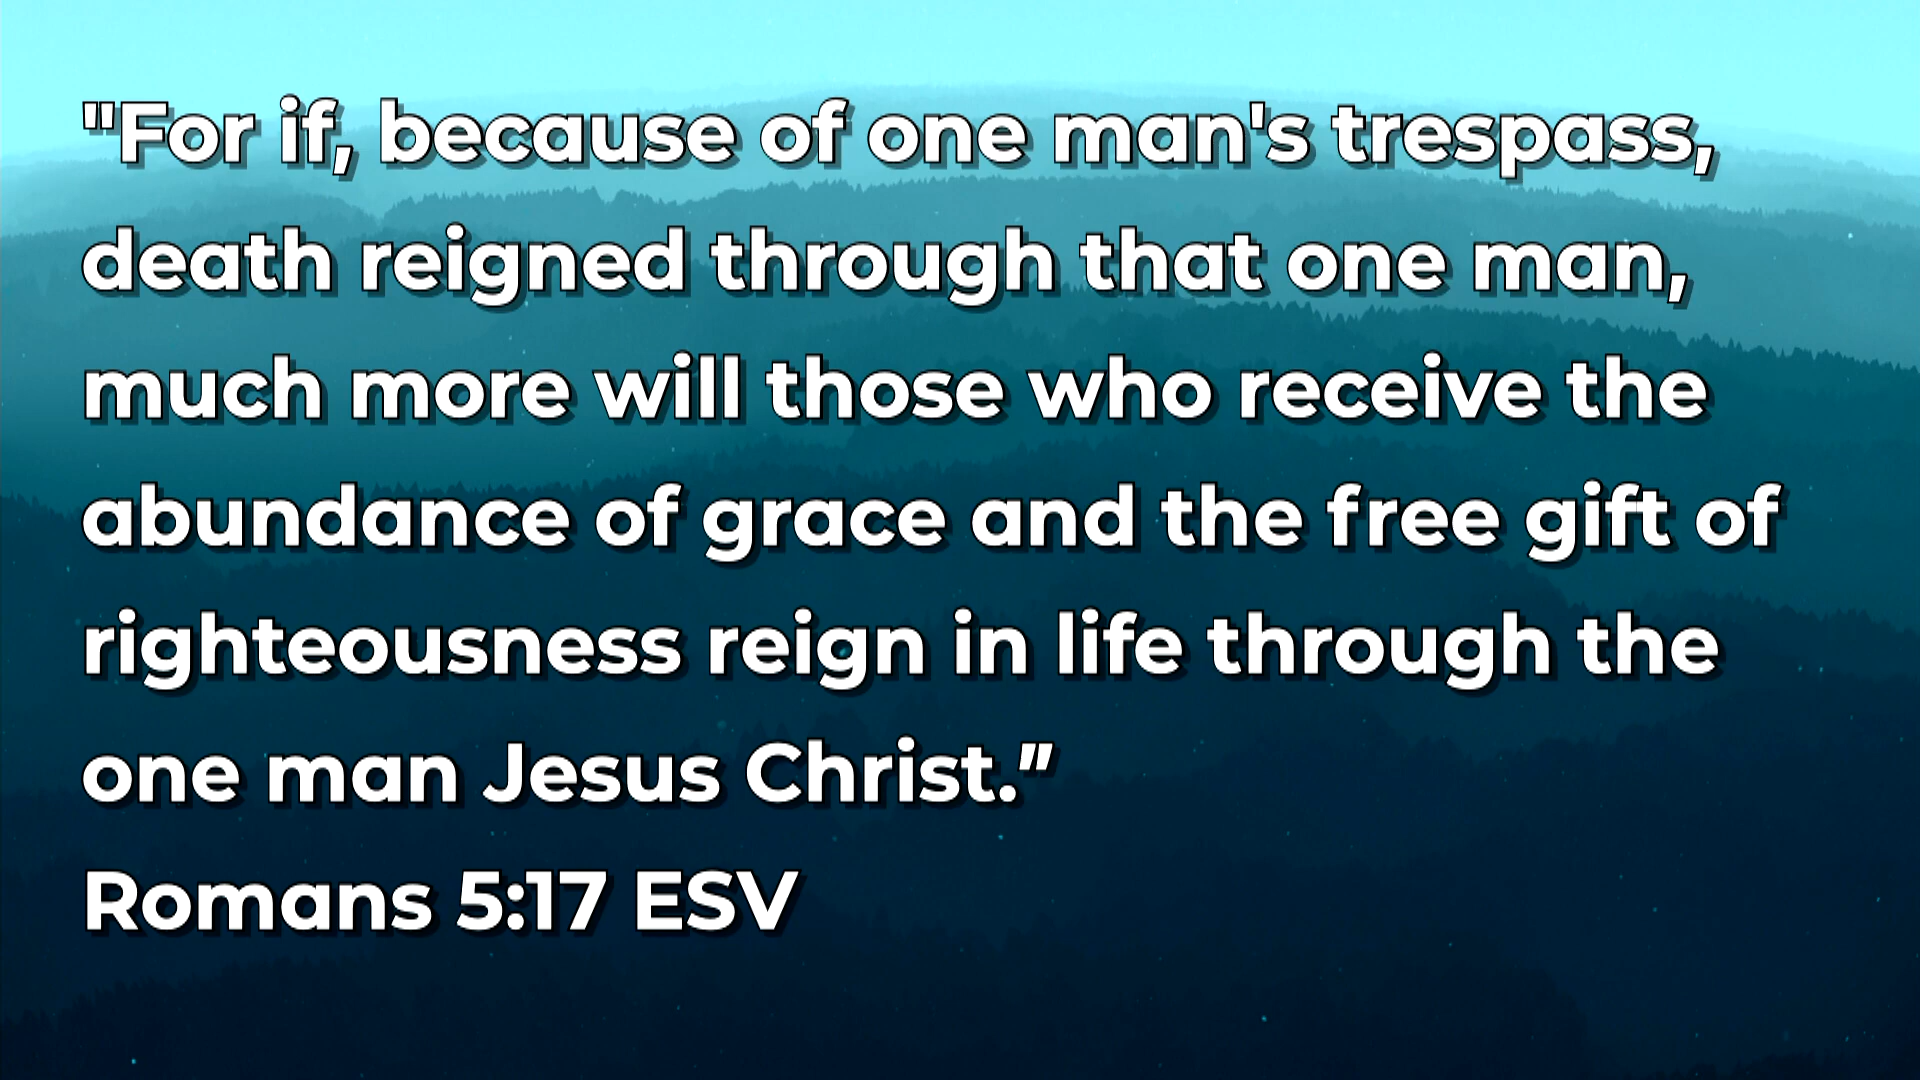 "For if, because of one man's trespass,
death reigned through that one man,
much more will those who receive the
abundance of grace and the free gift of
righteousness reign in life through the
one man Jesus Christ.”
Romans 5:17 ESV